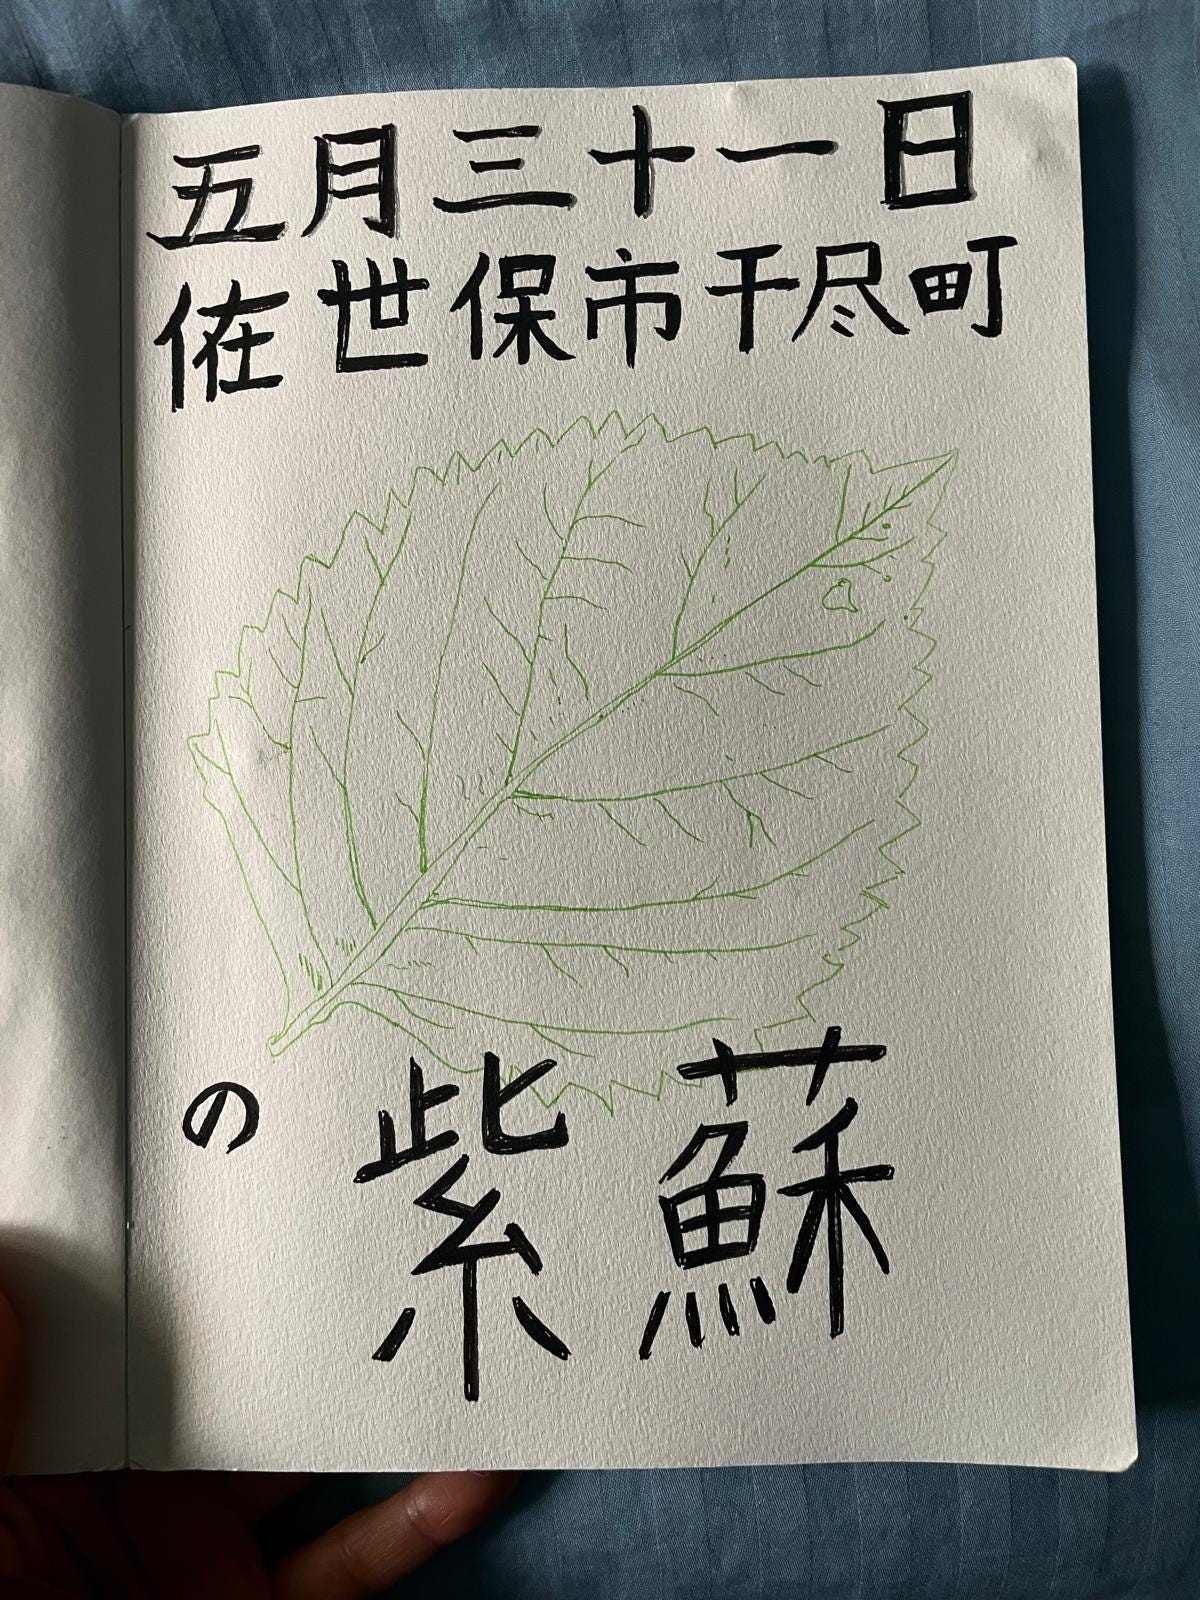 五月三十一日
佐世保市干尽町
の紫蘇